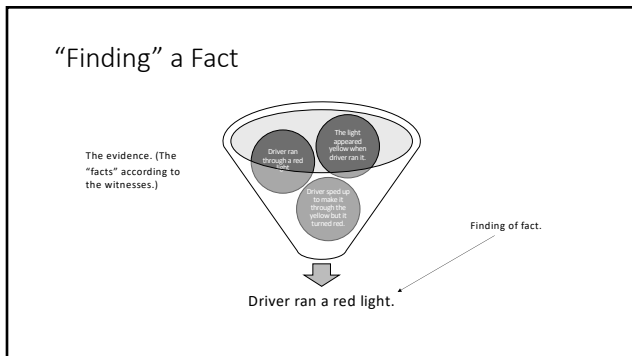 “Finding” a Fact
The evidence. (The
“facts” according to
the witnesses.)
Driver ran
through a red
light.
The light
appeared
yellow when
driver ran it.
Driver sped up
to make it
through the
yellow but it
turned red.
Finding of fact.
Driver ran a red light.